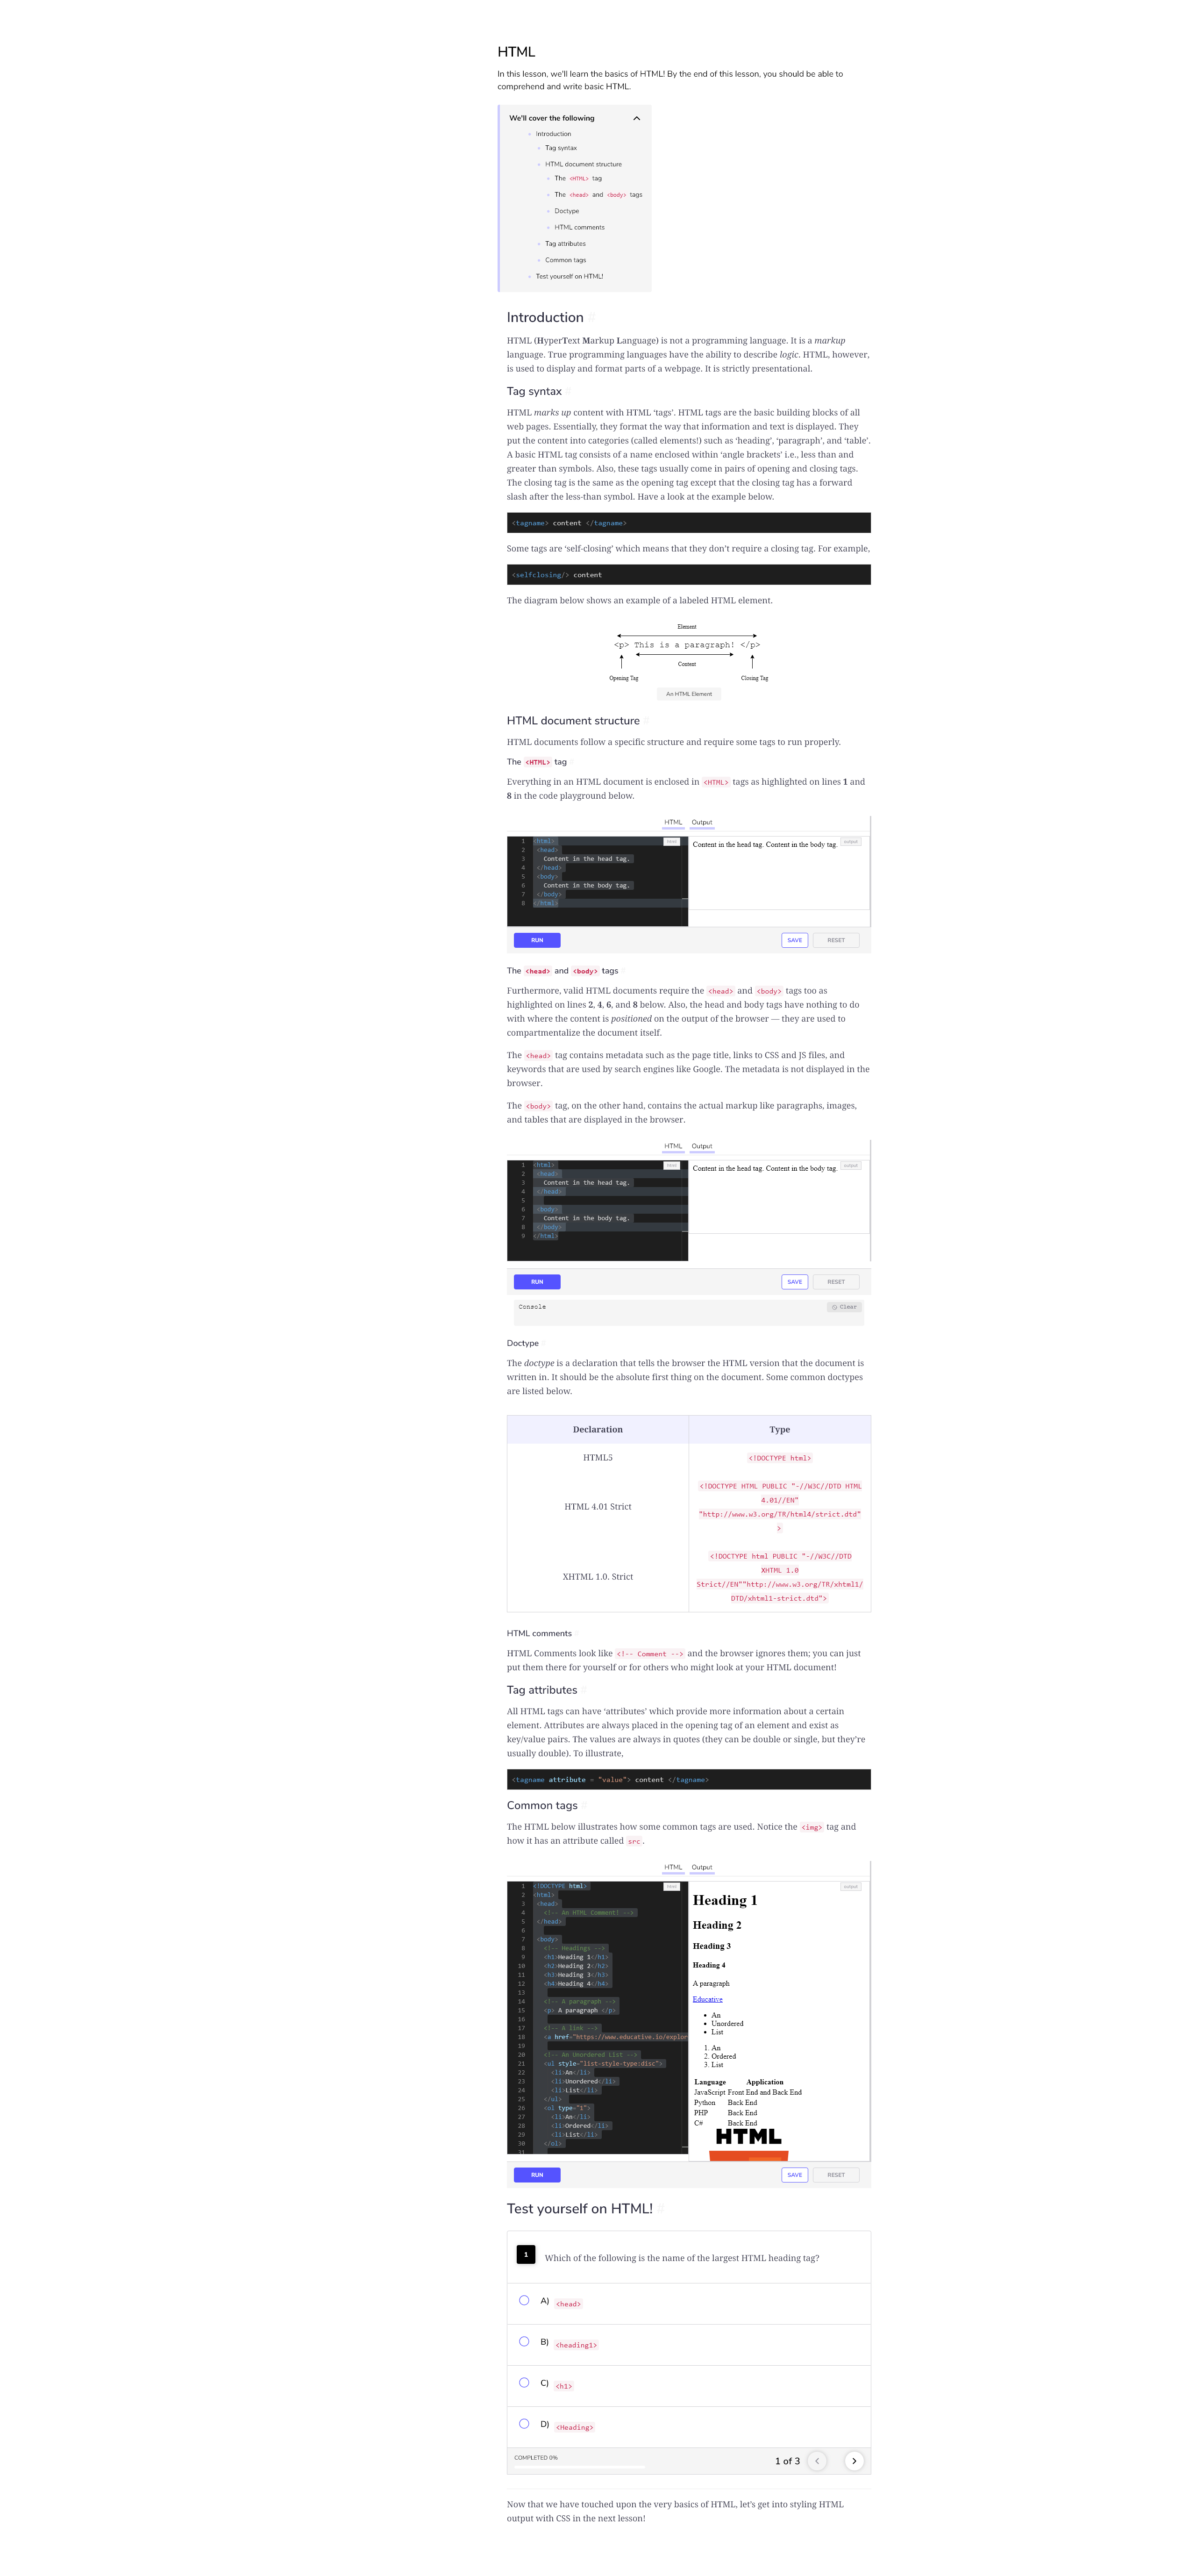 HTML
In this lesson, we'll learn the basics of HTML! By the end of this lesson, you should be able to
comprehend and write basic HTML.
We'll cover the following
Introduction
Tag syntax
HTML document structure
The <HTML> tag
The <head> and <body> tags
Doctype
HTML comments
Tag attributes
Common tags
Test yourself on HTML!
Introduction #
HTML (HyperText Markup Language) is not a programming language. It is a markup
language. True programming languages have the ability to describe logic. HTML, however,
is used to display and format parts of a webpage. It is strictly presentational.
Tag syntax #
HTML marks up content with HTML ‘tags’. HTML tags are the basic building blocks of all
web pages. Essentially, they format the way that information and text is displayed. They
put the content into categories (called elements!) such as ‘heading’, ‘paragraph’, and ‘table’.
A basic HTML tag consists of a name enclosed within ‘angle brackets’ i.e., less than and
greater than symbols. Also, these tags usually come in pairs of opening and closing tags.
The closing tag is the same as the opening tag except that the closing tag has a forward
slash after the less-than symbol. Have a look at the example below.
<tagname> content </tagname>
Some tags are ‘self-closing’ which means that they don’t require a closing tag. For example,
<selfclosing/> content
The diagram below shows an example of a labeled HTML element.
Element
<p> This is a paragraph! </p>
Content
Opening Tag Closing Tag
An HTML Element
HTML document structure #
HTML documents follow a specific structure and require some tags to run properly.
The <HTML> tag
Everything in an HTML document is enclosed in <HTML> tags as highlighted on lines 1 and
8 in the code playground below.
HTML Output
1 <html>
2 <head>
3 Content in the head tag.
4 </head>
5 <body>
6 Content in the body tag.
7 </body>
8 </html>
html
Content in the head tag. Content in the body tag.
output
RUN SAVE RESET
The <head> and <body> tags
Furthermore, valid HTML documents require the <head> and <body> tags too as
highlighted on lines 2, 4, 6, and 8 below. Also, the head and body tags have nothing to do
with where the content is positioned on the output of the browser — they are used to
compartmentalize the document itself.
The <head> tag contains metadata such as the page title, links to CSS and JS files, and
keywords that are used by search engines like Google. The metadata is not displayed in the
browser.
The <body> tag, on the other hand, contains the actual markup like paragraphs, images,
and tables that are displayed in the browser.
HTML Output
1 <html>
2 <head>
3 Content in the head tag.
4 </head>
5
6 <body>
7 Content in the body tag.
8 </body>
9 </html>
html
Content in the head tag. Content in the body tag.
output
RUN SAVE RESET
Console Clear
Doctype
The doctype is a declaration that tells the browser the HTML version that the document is
written in. It should be the absolute first thing on the document. Some common doctypes
are listed below.
Declaration Type
HTML5 <!DOCTYPE html>
HTML 4.01 Strict
<!DOCTYPE HTML PUBLIC "-//W3C//DTD HTML
4.01//EN"
"http://www.w3.org/TR/html4/strict.dtd"
>
XHTML 1.0. Strict
<!DOCTYPE html PUBLIC "-//W3C//DTD
XHTML 1.0
Strict//EN""http://www.w3.org/TR/xhtml1/
DTD/xhtml1-strict.dtd">
HTML comments #
HTML Comments look like <!-- Comment --> and the browser ignores them; you can just
put them there for yourself or for others who might look at your HTML document!
Tag attributes #
All HTML tags can have ‘attributes’ which provide more information about a certain
element. Attributes are always placed in the opening tag of an element and exist as
key/value pairs. The values are always in quotes (they can be double or single, but they’re
usually double). To illustrate,
<tagname attribute = "value"> content </tagname>
Common tags
The HTML below illustrates how some common tags are used. Notice the <img> tag and
how it has an attribute called src.
HTML Output
1 <!DOCTYPE html>
2 <html>
3 <head>
4 <!-- An HTML Comment! -->
5 </head>
6
7 <body>
8 <!-- Headings -->
9 <h1>Heading 1</h1>
10 <h2>Heading 2</h2>
11 <h3>Heading 3</h3>
12 <h4>Heading 4</h4>
13
14 <!-- A paragraph -->
15 <p> A paragraph </p>
16
17 <!-- A link -->
18 <a href="https://www.educative.io/explor
19
20 <!-- An Unordered List -->
21 <ul style="list-style-type:disc">
22 <li>An</li>
23 <li>Unordered</li>
24 <li>List</li>
25 </ul>
26 <ol type="1">
27 <li>An</li>
28 <li>Ordered</li>
29 <li>List</li>
30 </ol>
31
html
output
Heading 1
Heading 2
Heading 3
Heading 4
A paragraph
Educative
An
Unordered
List
1. An
2. Ordered
3. List
Language Application
JavaScript Front End and Back End
Python Back End
PHP Back End
C# Back End
HTML
RUN SAVE RESET
Test yourself on HTML! #
1 Which of the following is the name of the largest HTML heading tag?
A) <head>
B) <heading1>
C) <h1>
D) <Heading>
COMPLETED 0% 1 of 3
Now that we have touched upon the very basics of HTML, let’s get into styling HTML
output with CSS in the next lesson!